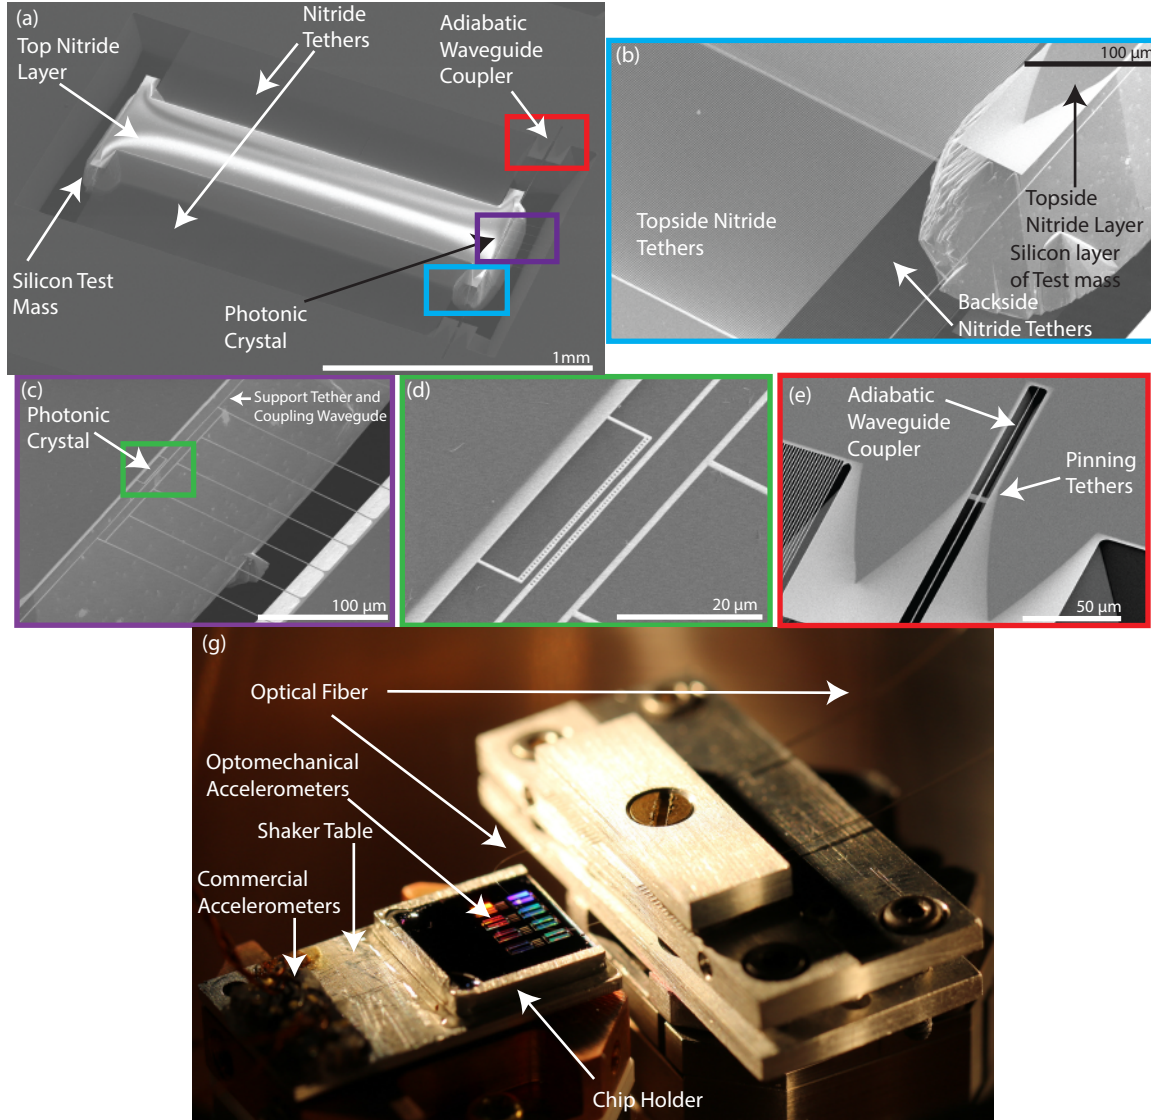 (a)
Top Nitride
Layer
Nitride
Tethers
Adiabatic
Waveguide
Coupler
Silicon Test
Mass
Photonic
Crystal
1mm
(b)
100 µm
Topside Nitride
Tethers
Topside
Nitride Layer
Silicon layer
of Test mass
Backside
Nitride Tethers
(c)
Support Tether and
Coupling Wavegude
Photonic
Crystal
100 µm
(d)
20 µm
(e)
Adiabatic
Waveguide
Coupler
Pinning
Tethers
50 µm
(g)
Optical Fiber
Optomechanical
Accelerometers
Shaker Table
Commercial
Accelerometers
Chip Holder